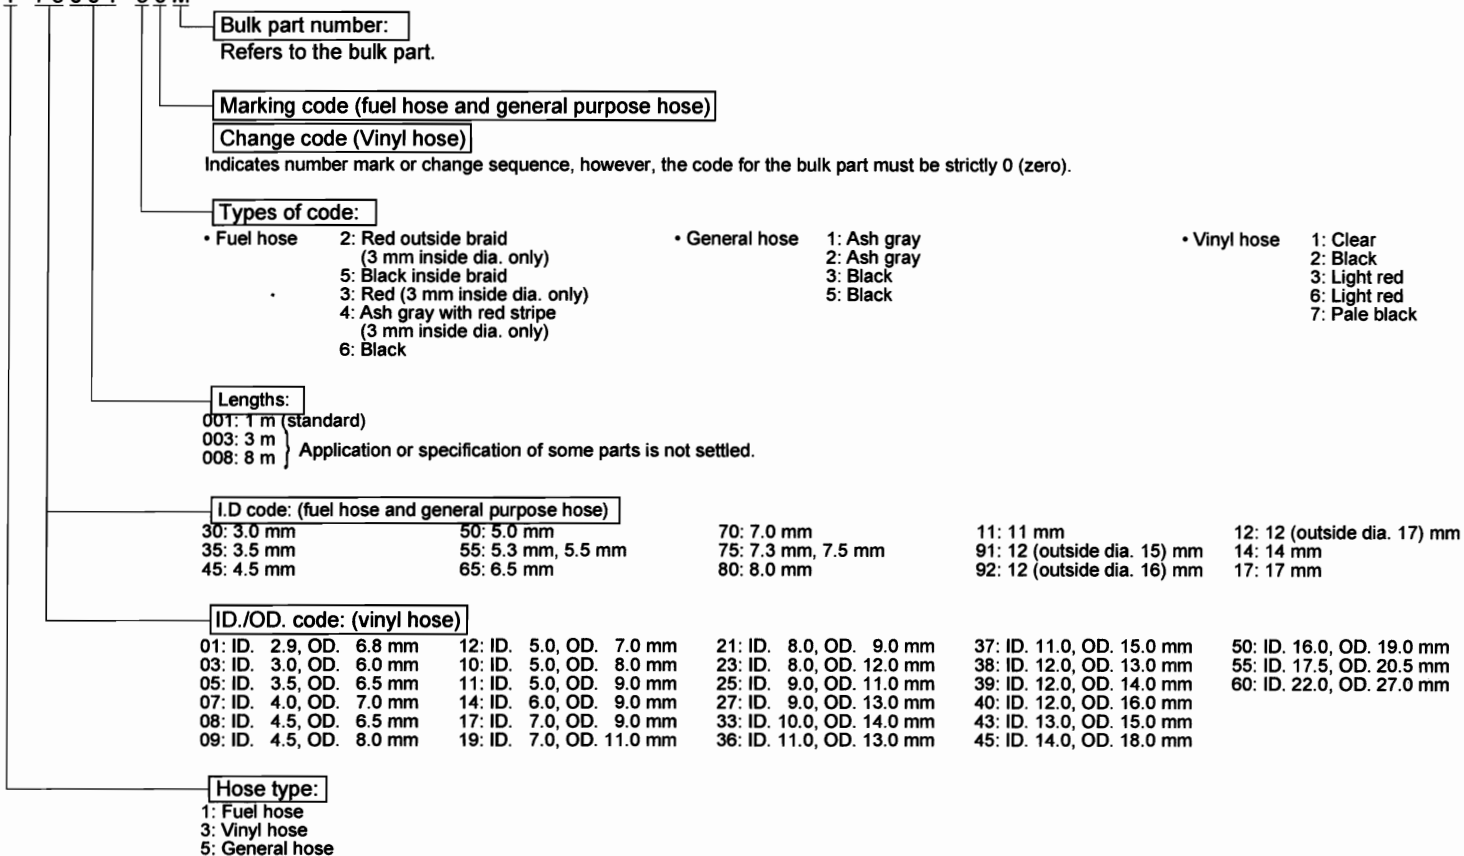 Bulk part number:
Refers to the bulk part.
Marking code (fuel hose and general purpose hose)
Change code (Vinyl hose)
Indicates number mark or change sequence, however, the code for the bulk part must be strictly 0 (zero).
Types of code:
• Fuel hose 2: Red outside braid • General hose 1: Ash gray • Vinyl hose 1: Clear
(3 mm inside dia. only) 2: Ash gray 2: Black
5: Black inside braid 3: Black 3: Light red
3: Red (3 mm inside dia. only) 5: Black 6: Light red
4: Ash gray with red stripe 7: Pale black
(3 mm inside dia. only)
6: Black
Lengths:
001: 1 m (standard)
003: 3 m
008: 8 m } Application or specification of some parts is not settled.
I.D code: (fuel hose and general purpose hose)
30: 3.0 mm 50: 5.0 mm 70: 7.0 mm 11: 11 mm 12: 12 (outside dia. 17) mm
35: 3.5 mm 55: 5.3 mm, 5.5 mm 75: 7.3 mm, 7.5 mm 91: 12 (outside dia. 15) mm 14: 14 mm
45: 4.5 mm 65: 6.5 mm 80: 8.0 mm 92: 12 (outside dia. 16) mm 17: 17 mm
ID./OD. code: (vinyl hose)
01: ID. 2.9, OD. 6.8 mm 12: ID. 5.0, OD. 7.0 mm 21: ID. 8.0, OD. 9.0 mm 37: ID. 11.0, OD. 15.0 mm 50: ID. 16.0, OD. 19.0 mm
03: ID. 3.0, OD. 6.0 mm 10: ID. 5.0, OD. 8.0 mm 23: ID. 8.0, OD. 12.0 mm 38: ID. 12.0, OD. 13.0 mm 55: ID. 17.5, OD. 20.5 mm
05: ID. 3.5, OD. 6.5 mm 11: ID. 5.0, OD. 9.0 mm 25: ID. 9.0, OD. 11.0 mm 39: ID. 12.0, OD. 14.0 mm 60: ID. 22.0, OD. 27.0 mm
07: ID. 4.0, OD. 7.0 mm 14: ID. 6.0, OD. 9.0 mm 27: ID. 9.0, OD. 13.0 mm 40: ID. 12.0, OD. 16.0 mm
08: ID. 4.5, OD. 6.5 mm 17: ID. 7.0, OD. 9.0 mm 33: ID. 10.0, OD. 14.0 mm 43: ID. 13.0, OD. 15.0 mm
09: ID. 4.5, OD. 8.0 mm 19: ID. 7.0, OD. 11.0 mm 36: ID. 11.0, OD. 13.0 mm 45: ID. 14.0, OD. 18.0 mm
Hose type:
1: Fuel hose
3: Vinyl hose
5: General hose